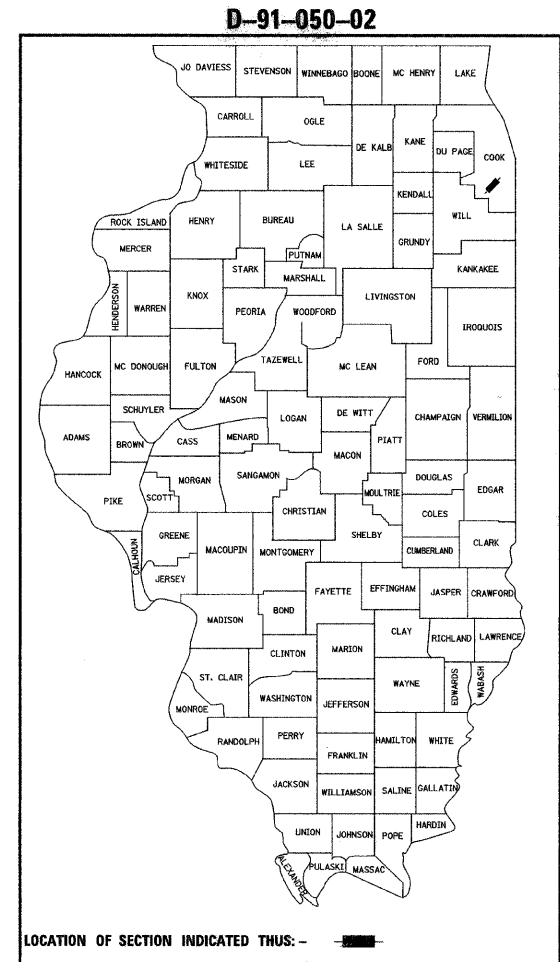 D-91-050-02
JO DAVIESS STEVENSON WINNEBAGO BOONE MC HENRY LAKE
CARROLL OGLE DE KALB KANE DU PAGE COOK
WHITESIDE LEE
KENDALL WILL
ROCK ISLAND HENRY BUREAU LA SALLE GRUNDY
MERCER PUTNAM
STARK MARSHALL KANKAKEE
HENDERSON WARREN KNOX PEORIA WOODFORD LIVINGSTON IROQUOIS
HANCOCK MC DONOUGH FULTON TAZEWELL MC LEAN FORD
MASON
SCHUYLER LOGAN DE WITT CHAMPAIGN VERMILION
ADAMS BROWN CASS MENARD MACON PIATT
SANGAMON
PIKE SCOTT MORGAN CHRISTIAN MOULTRIE DOUGLAS EDGAR
COLES
CALHOUN GREENE MACOUPIN MONTGOMERY SHELBY CUMBERLAND CLARK
JERSEY FAYETTE EFFINGHAM JASPER CRAWFORD
MADISON BOND
CLAY RICHLAND LAWRENCE
CLINTON MARION
ST. CLAIR WAYNE EDWARDS WABASH
MONROE WASHINGTON JEFFERSON
RANDOLPH PERRY HAMILTON WHITE
FRANKLIN
JACKSON WILLIAMSON SALINE GALLATIN
UNION JOHNSON POPE HARDIN
ALEXANDER PULASKI MASSAC
LOCATION OF SECTION INDICATED THUS: -